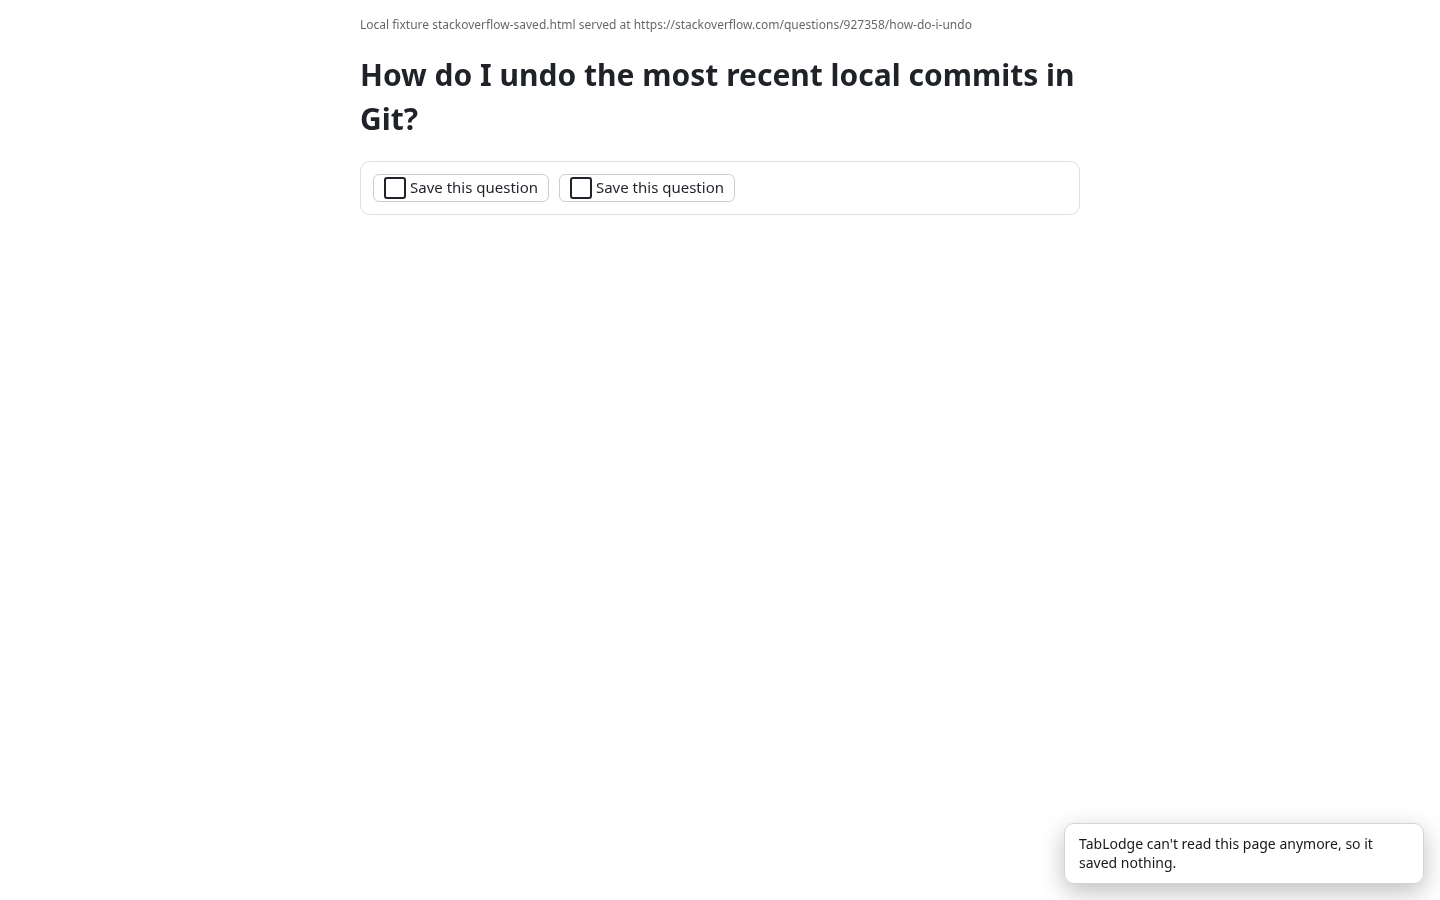 Local fixture stackoverflow-saved.html served at https://stackoverflow.com/questions/927358/how-do-i-undo
How do I undo the most recent local commits in
Git?
Save this question Save this question
TabLodge can't read this page anymore, so it
saved nothing.